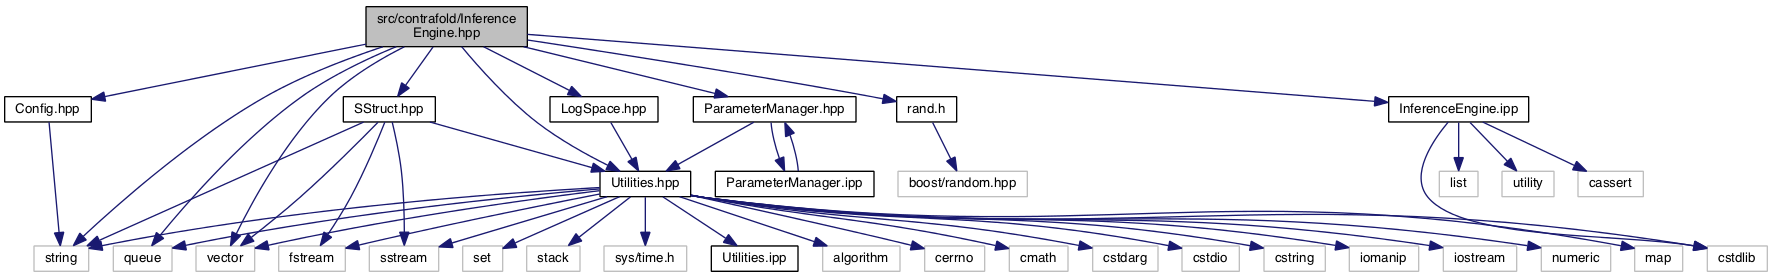 src/contrafold/Inference
Engine.hpp
Config.hpp
SStruct.hpp
LogSpace.hpp
ParameterManager.hpp
rand.h
InferenceEngine.ipp
Utilities.hpp
ParameterManager.ipp
boost/random.hpp
list
utility
cassert
string
queue
vector
fstream
sstream
set
stack
sys/time.h
Utilities.ipp
algorithm
cerrno
cmath
cstdarg
cstdio
cstring
iomanip
iostream
numeric
map
cstdlib